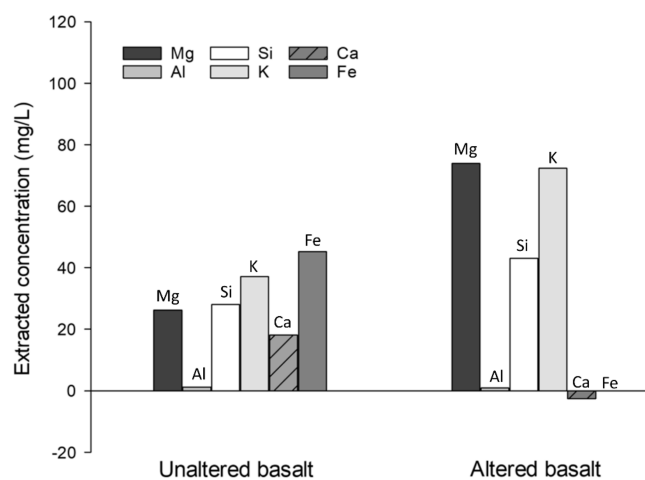 120
Mg Si Ca
Al K Fe
100
80
60
40
20
0
-20
Extracted concentration (mg/L)
Mg
Al
Si
K
Ca
Fe
Mg
Al
Si
K
Ca
Fe
Unaltered basalt
Altered basalt